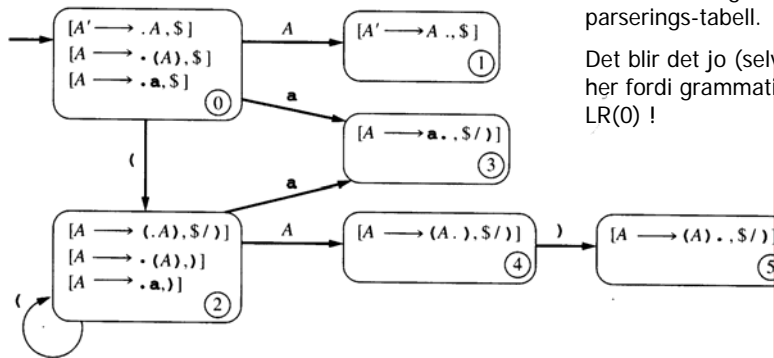 parserings-tabell.
Det blir det jo (selv
her fordi grammati
LR(0) !
[A' → . A, $]
[A → . (A), $]
[A → . a, $]
0
A
[A' → A ., $]
1
a
[A → a . , $/)]
3
(
a
[A → (. A), $/)]
[A → . (A), )]
[A → . a, )]
2
(
A
[A → (A . ), $/)]
4
)
[A → (A) . , $/)]
5